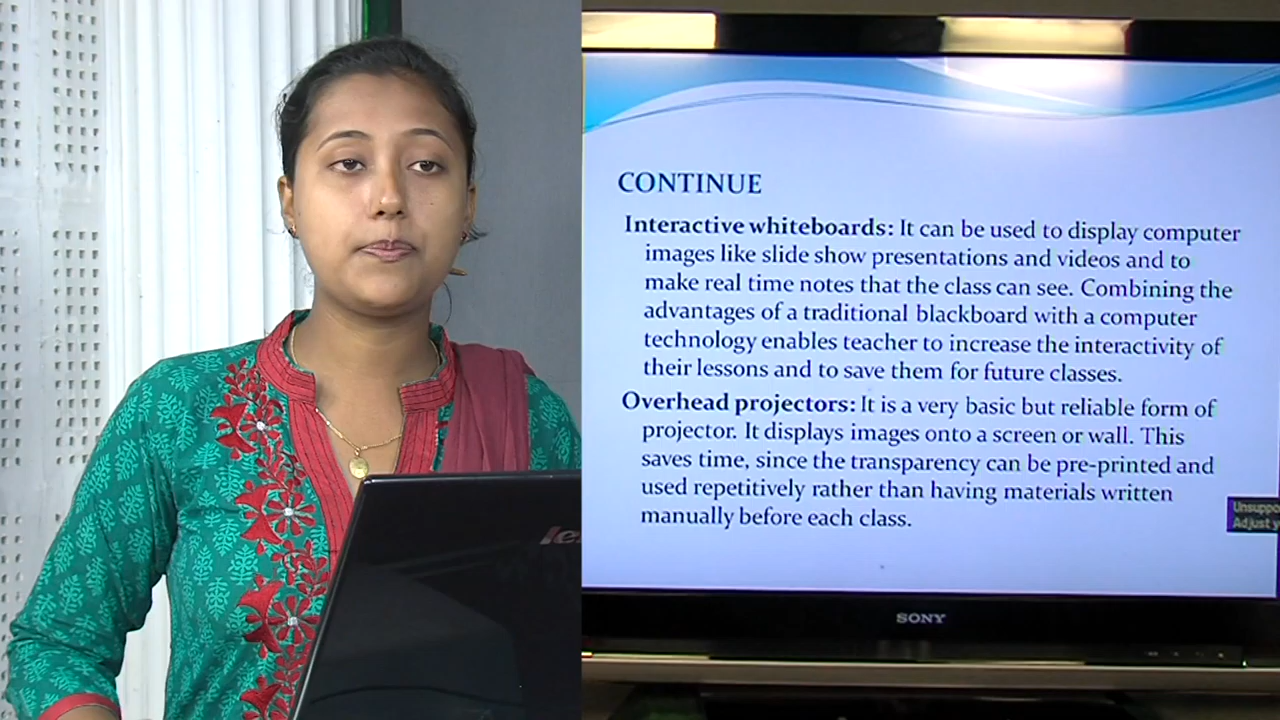 CONTINUE
Interactive whiteboards: It can be used to display computer
images like slide show presentations and videos and to
make real time notes that the class can see. Combining the
advantages of a traditional blackboard with a computer
technology enables teacher to increase the interactivity of
their lessons and to save them for future classes.
Overhead projectors: It is a very basic but reliable form of
projector. It displays images onto a screen or wall. This
saves time, since the transparency can be pre-printed and
used repetitively rather than having materials written
manually before each class.
Adjust
SONY